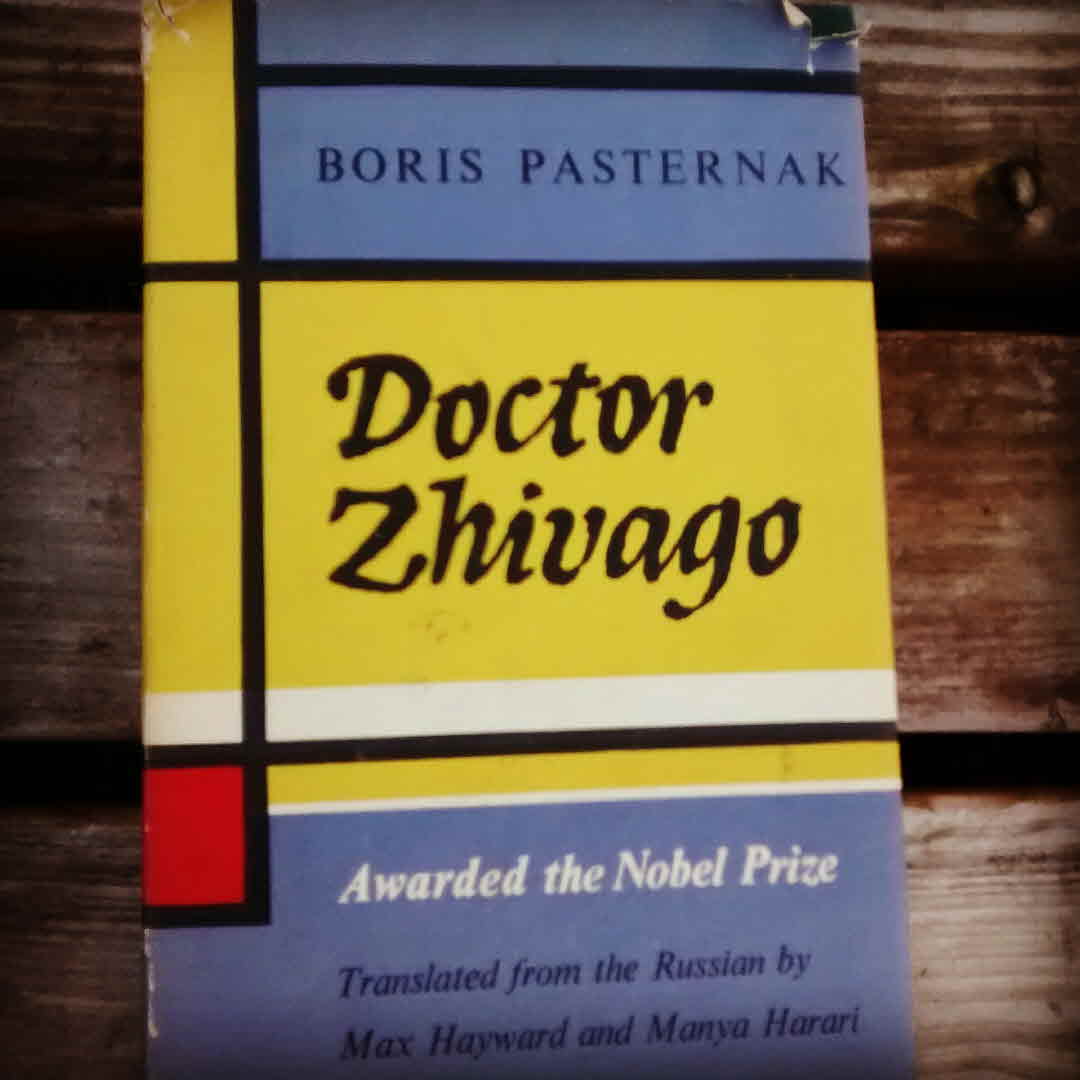 BORIS PASTERNAK
Doctor
Zhivago
Awarded the Nobel Prize
Translated from the Russian by
Max Hayward and Manya Harari